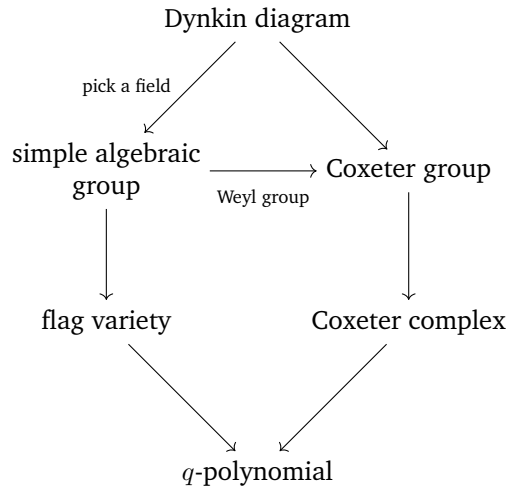 Dynkin diagram
pick a field
simple algebraic
group
Weyl group
Coxeter group
flag variety
Coxeter complex
q-polynomial